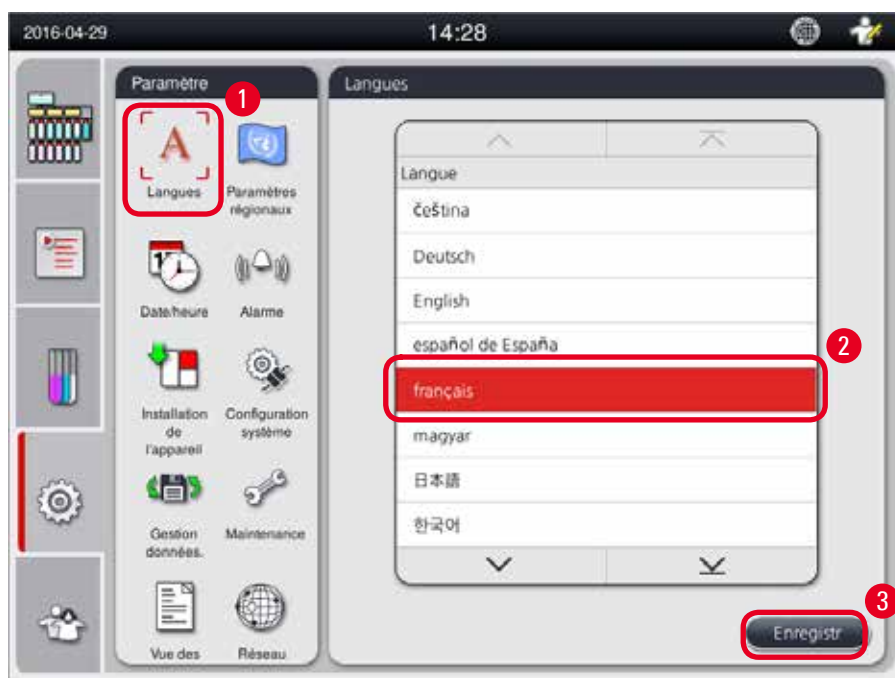 2016-04-29
14:28
Paramètre
1
Langues
Langues
Paramètres
régionaux
Date/heure
Alarme
Installation
de
l'appareil
Configuration
système
Gestion
données.
Maintenance
Vue des
Réseau
Langue
čeština
Deutsch
English
español de España
2
français
magyar
日本語
한국어
3
Enregistr